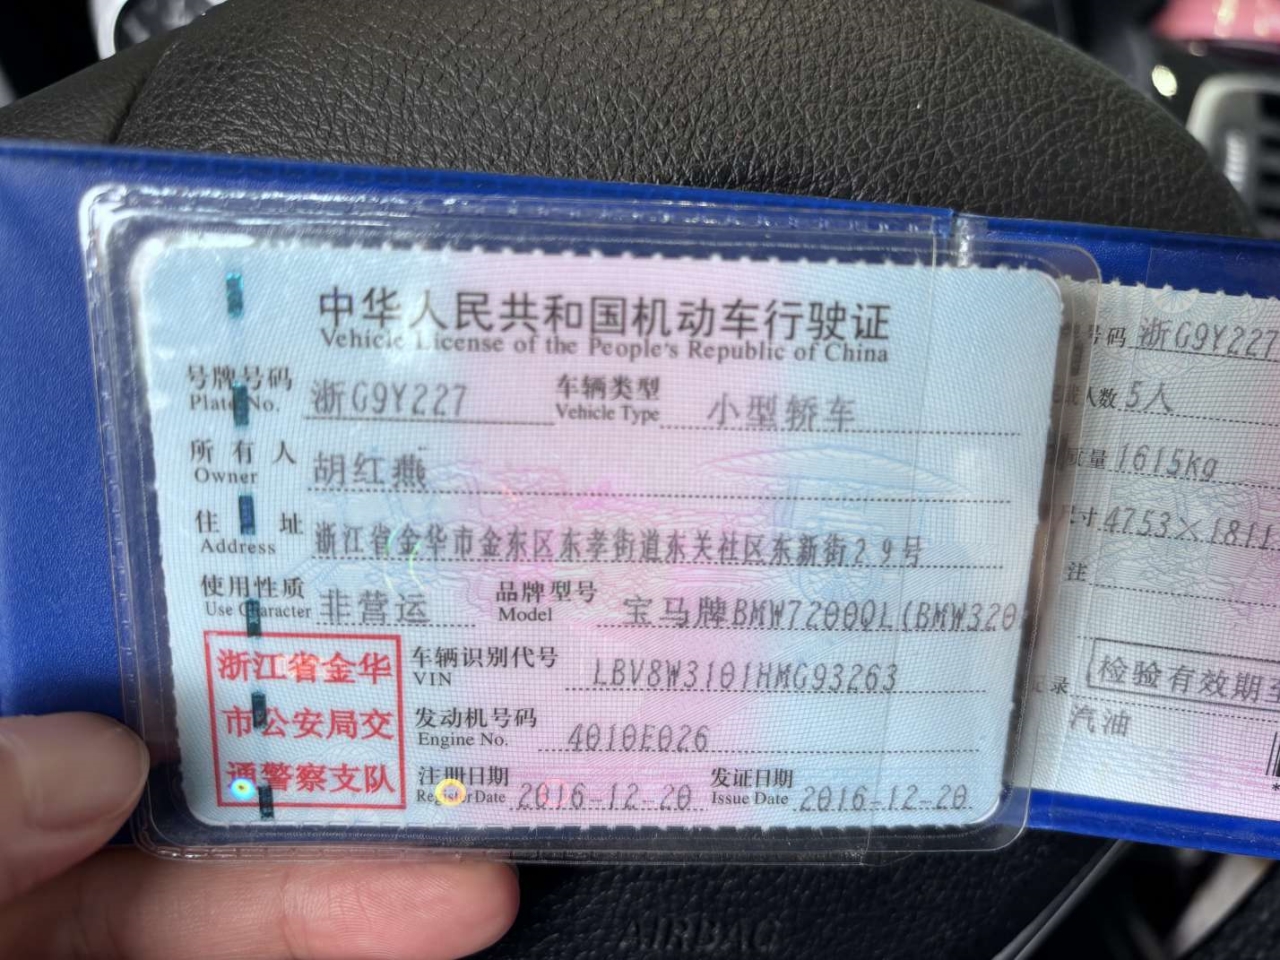 中华人民共和国机动车行驶证
Vehicle License of the People's Republic of China
号牌号码 浙G9Y227 车辆类型 小型轿车
Plate No. Vehicle Type
所有人 胡红燕
Owner
住址 浙江省金华市金东区东孝街道东关社区东新街29号
Address
使用性质 非营运 品牌型号 宝马牌BMW7200QL(BMW320
Use Character Model
浙江省金华
市公安局交
通警察支队
车辆识别代号 LBV8W3101HMG93263
VIN
发动机号码 4010E026
Engine No.
注册日期 2016-12-20 发证日期 2016-12-20
Register Date Issue Date
号码 浙G9Y227
人数 5人
质量 1615kg
尺寸 4753×1811
注
检验有效期至
录
汽油
AIRBAG